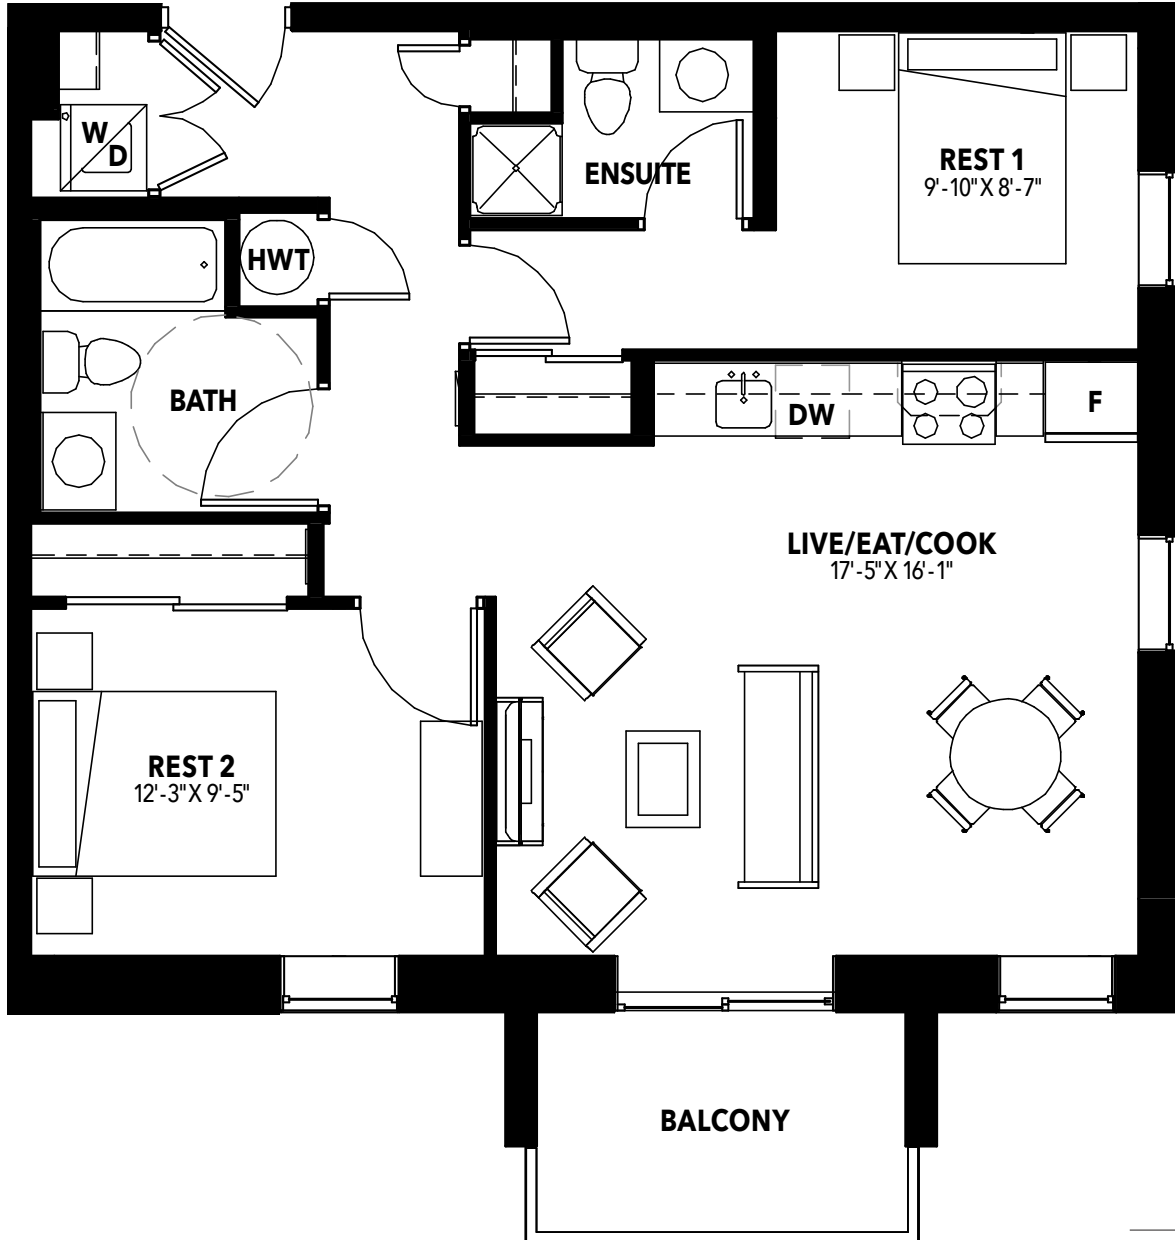 W
D
ENSUITE
REST 1
9'-10" X 8'-7"
HWT
BATH
DW
F
LIVE/EAT/COOK
17'-5" X 16'-1"
REST 2
12'-3" X 9'-5"
BALCONY